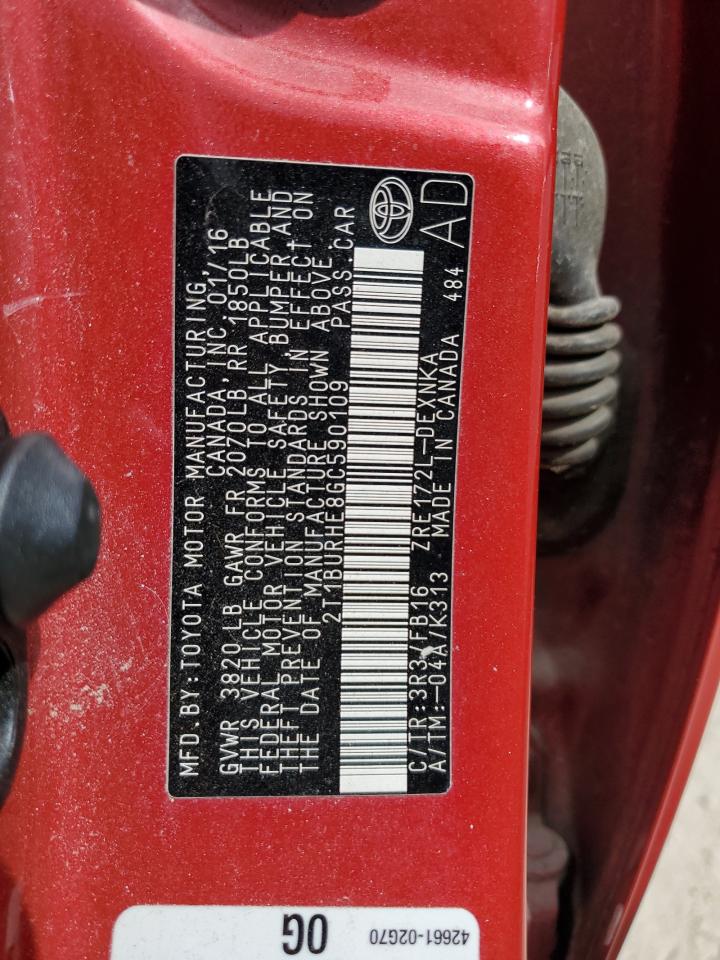 MFD.BY:TOYOTA MOTOR MANUFACTURING,
CANADA,INC. 01/16
GVWR 3820 LB GAWR FR 2070LB RR 1850LB
THIS VEHICLE CONFORMS TO ALL APPLICABLE
FEDERAL MOTOR VEHICLE SAFETY, BUMPER, AND
THEFT PREVENTION STANDARDS IN EFFECT ON
THE DATE OF MANUFACTURE SHOWN ABOVE.
2T1BURHE8GC590109 PASS.CAR
C/TR:3R3/FB16 ZRE172L-DEXNKA
A/TM:-04A/K313 MADE IN CANADA 484
AD
42661-02G70
0G